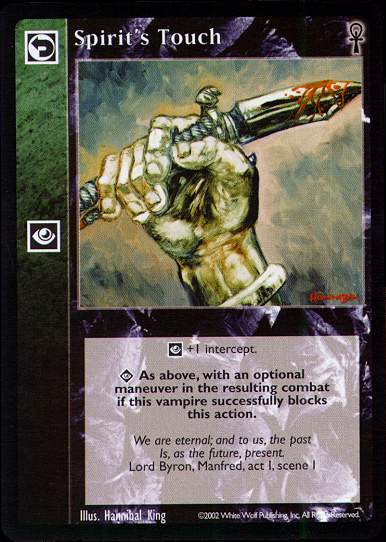 Spirit's Touch
Hannibal
+1 intercept.
As above, with an optional
maneuver in the resulting combat
if this vampire successfully blocks
this action.
We are eternal; and to us, the past
Is, as the future, present.
Lord Byron, Manfred, act I, scene I
Illus. Hannibal King
©2002 White Wolf Publishing, Inc. All Rights Reserved.